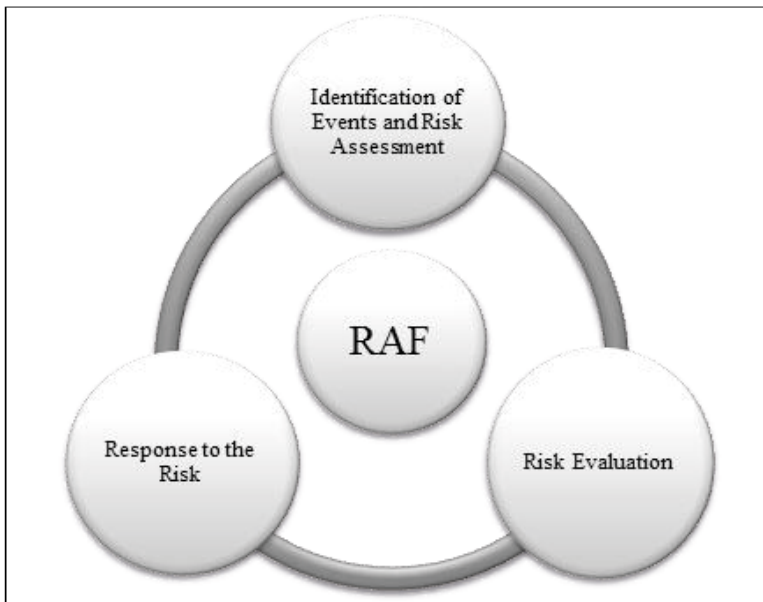 Identification of
Events and Risk
Assessment
RAF
Response to the
Risk
Risk Evaluation